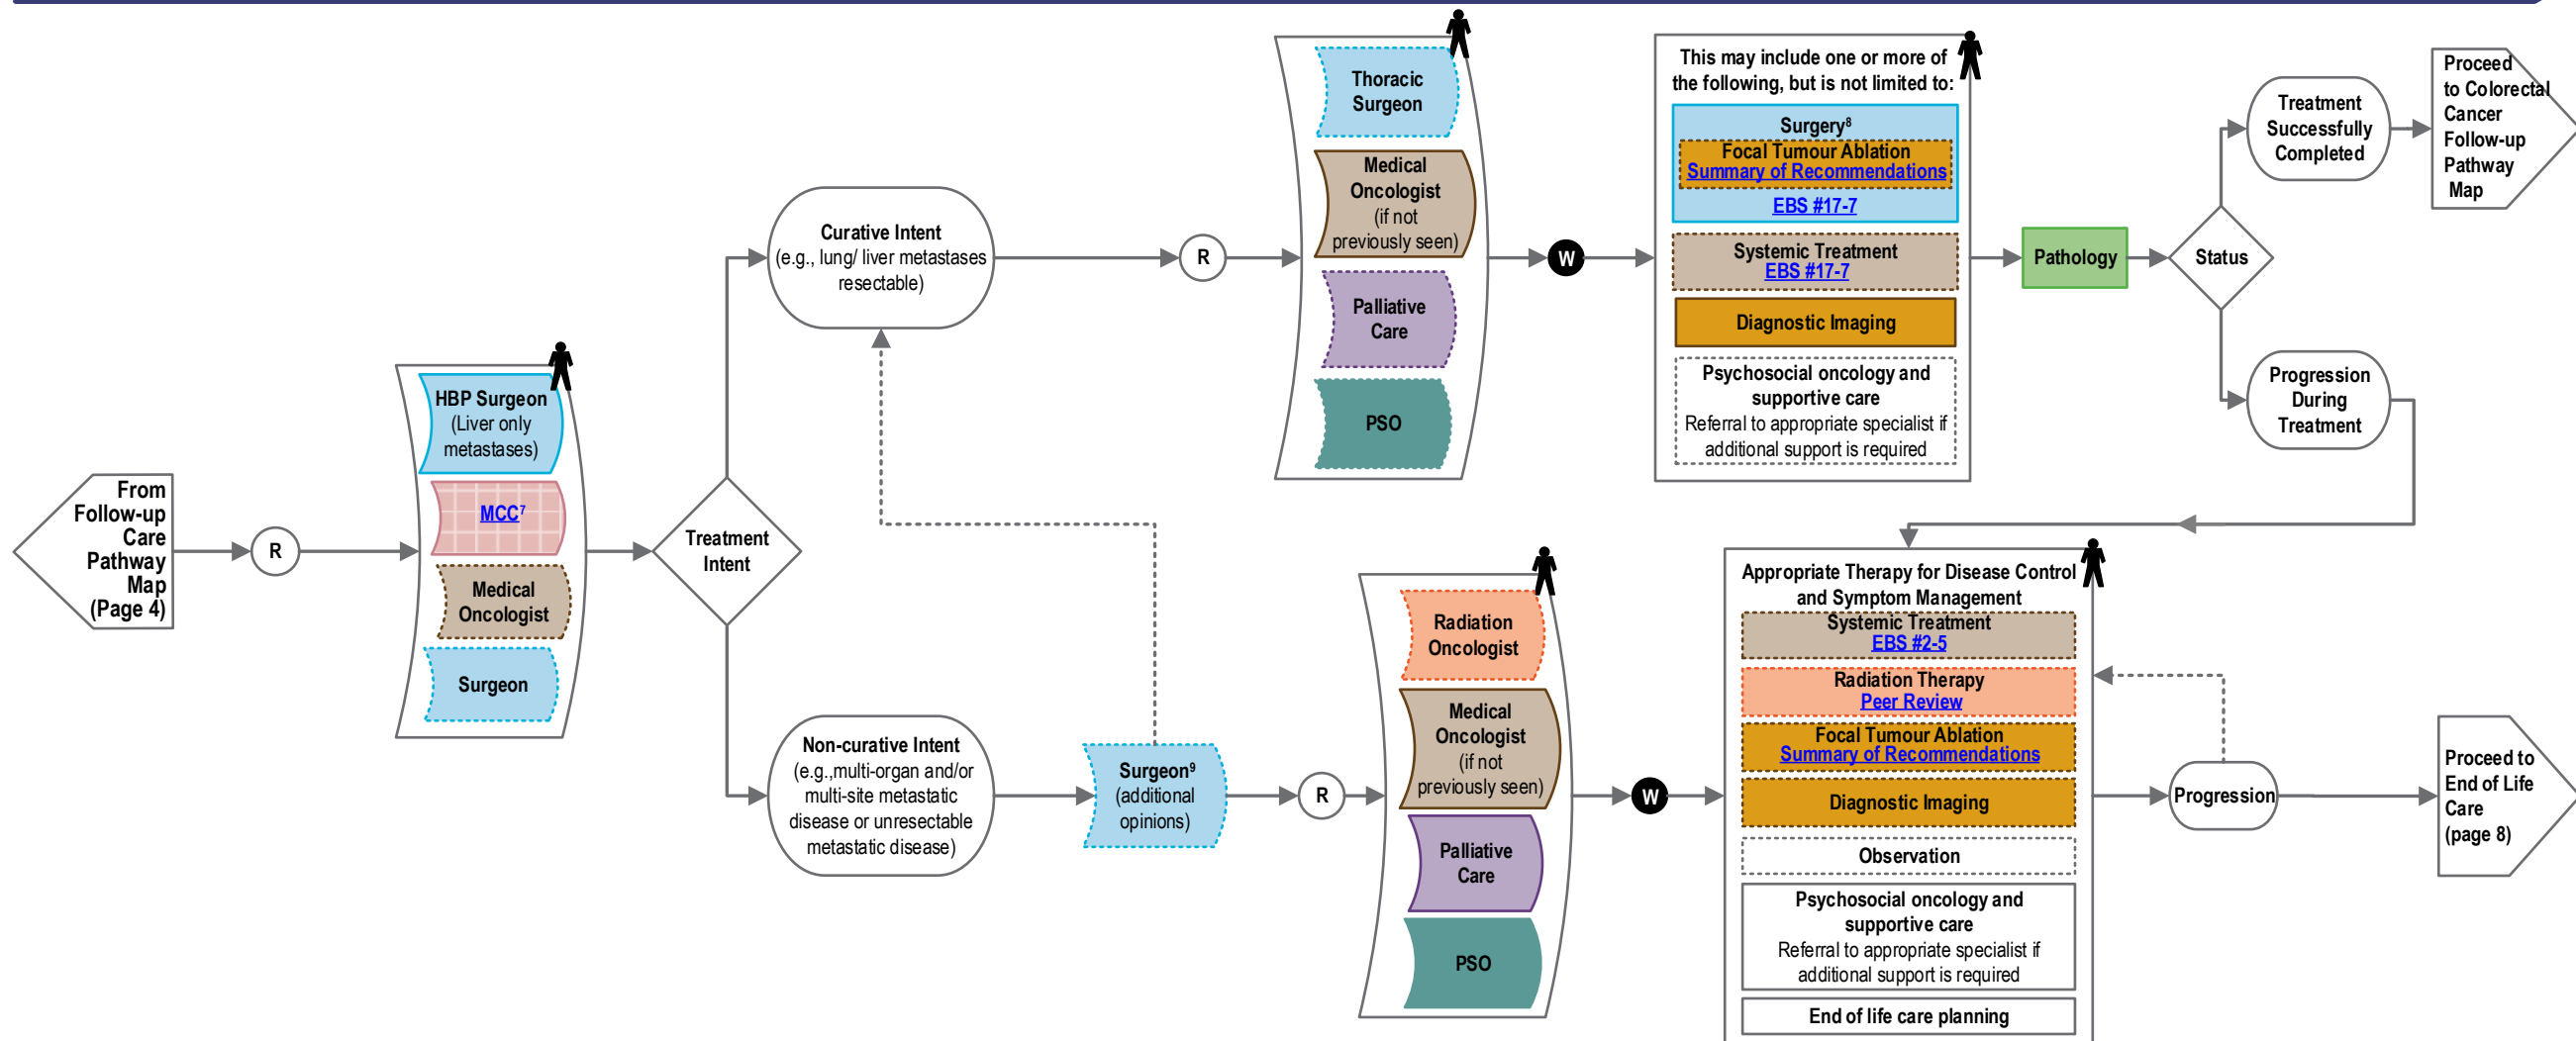 From
Follow-up
Care
Pathway
Map
(Page 4)
R
HBP Surgeon
(Liver only
metastases)
MCC⁷
Medical
Oncologist
Surgeon
Treatment
Intent
Curative Intent
(e.g., lung/ liver metastases
resectable)
R
Thoracic
Surgeon
Medical
Oncologist
(if not
previously seen)
Palliative
Care
PSO
W
This may include one or more of
the following, but is not limited to:
Surgery⁸
Focal Tumour Ablation
Summary of Recommendations
EBS #17-7
Systemic Treatment
EBS #17-7
Diagnostic Imaging
Psychosocial oncology and
supportive care
Referral to appropriate specialist if
additional support is required
Pathology
Status
Treatment
Successfully
Completed
Proceed
to Colorectal
Cancer
Follow-up
Pathway
Map
Progression
During
Treatment
Non-curative Intent
(e.g.,multi-organ and/or
multi-site metastatic
disease or unresectable
metastatic disease)
Surgeon⁹
(additional
opinions)
R
Radiation
Oncologist
Medical
Oncologist
(if not
previously seen)
Palliative
Care
PSO
W
Appropriate Therapy for Disease Control
and Symptom Management
Systemic Treatment
EBS #2-5
Radiation Therapy
Peer Review
Focal Tumour Ablation
Summary of Recommendations
Diagnostic Imaging
Observation
Psychosocial oncology and
supportive care
Referral to appropriate specialist if
additional support is required
End of life care planning
Progression
Proceed to
End of Life
Care
(page 8)